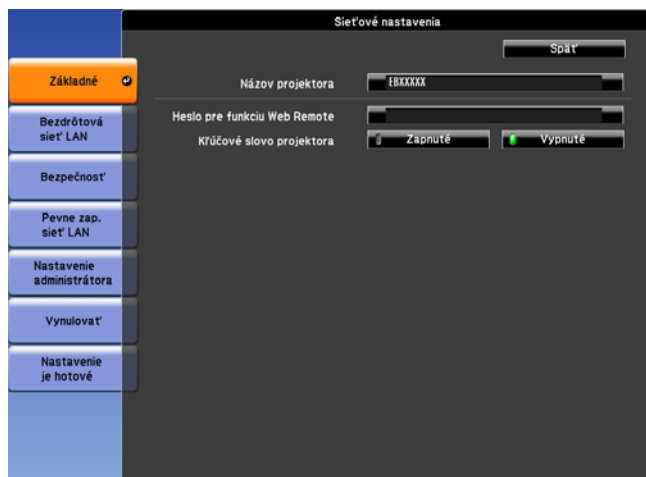 Sieťové nastavenia
Späť
Základné
Názov projektora
EBXXXXX
Bezdrôtová
sieť LAN
Heslo pre funkciu Web Remote
Kľúčové slovo projektora
Zapnuté
Vypnuté
Bezpečnosť
Pevne zap.
sieť LAN
Nastavenie
administrátora
Vynulovať
Nastavenie
je hotové